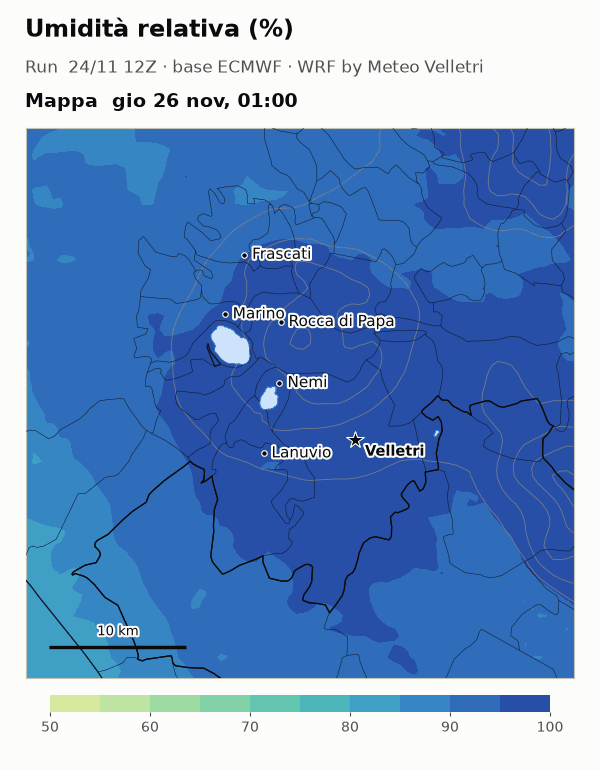 Umidità relativa (%)
Run  24/11 12Z · base ECMWF · WRF by Meteo Velletri
Mappa  gio 26 nov, 01:00
Frascati
Marino
Rocca di Papa
Nemi
Velletri
Lanuvio
10 km
50 60 70 80 90 100